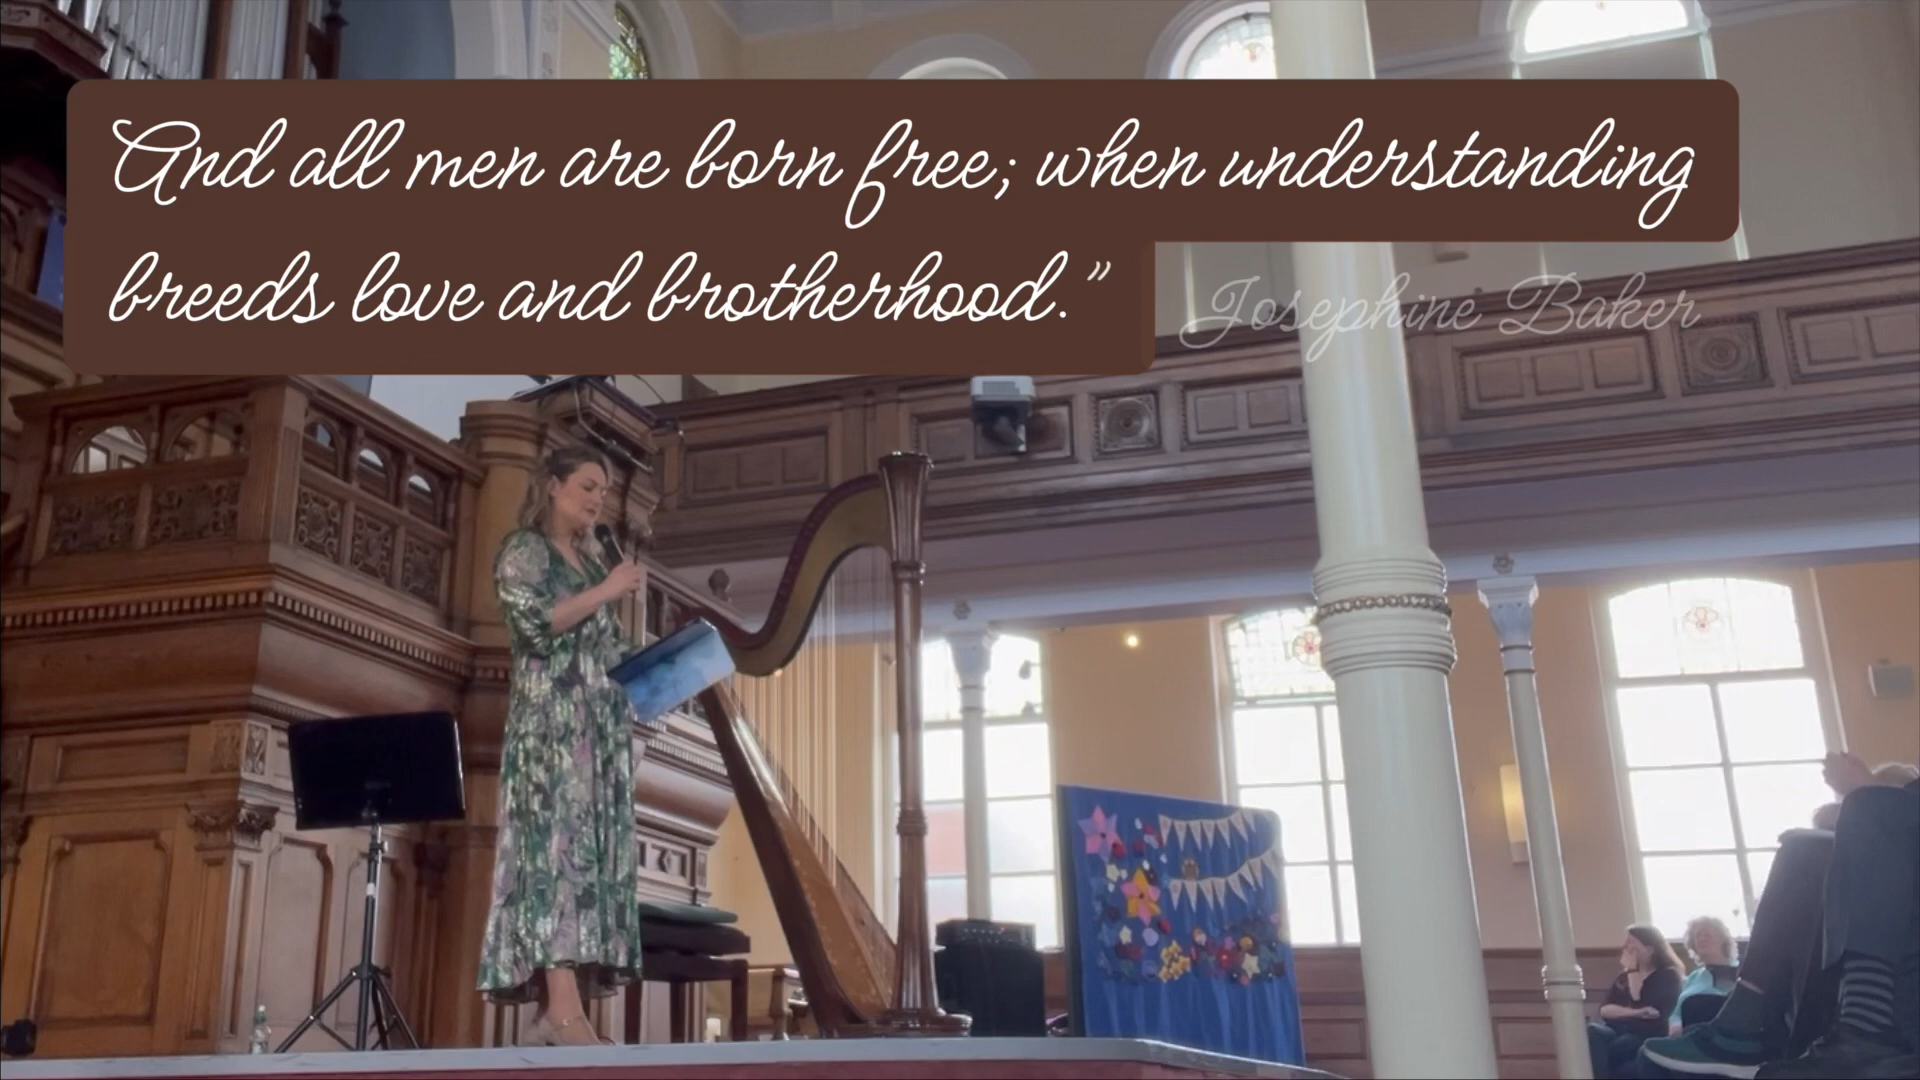 And all men are born free; when understanding
breeds love and brotherhood.” Josephine Baker